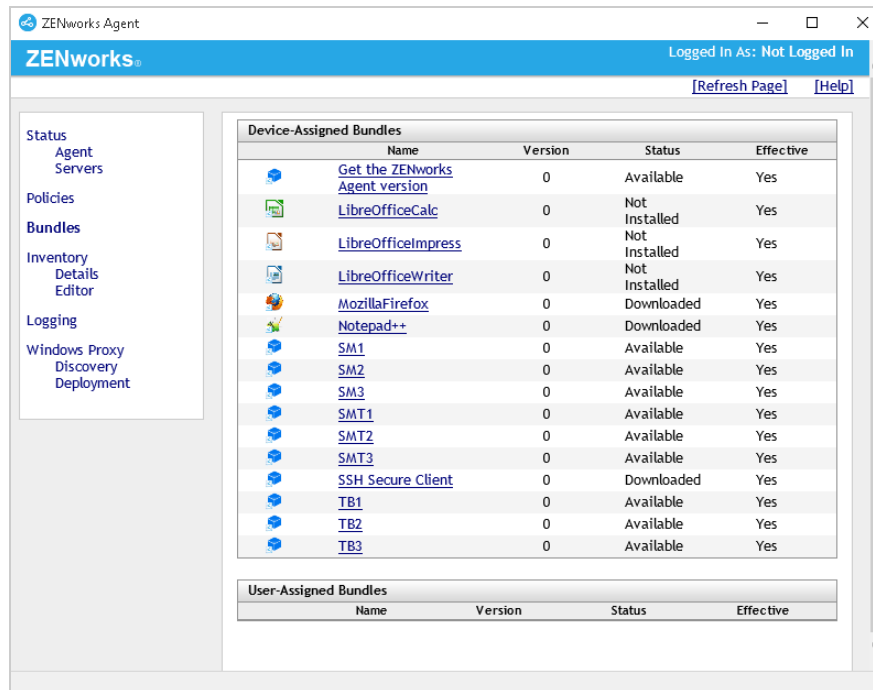 ZENworks Agent
ZENworks®
Logged In As: Not Logged In
[Refresh Page] [Help]
Status
Agent
Servers
Policies
Bundles
Inventory
Details
Editor
Logging
Windows Proxy
Discovery
Deployment
Device-Assigned Bundles
Name Version Status Effective
Get the ZENworks Agent version 0 Available Yes
LibreOfficeCalc 0 Not Installed Yes
LibreOfficeImpress 0 Not Installed Yes
LibreOfficeWriter 0 Not Installed Yes
MozillaFirefox 0 Downloaded Yes
Notepad++ 0 Downloaded Yes
SM1 0 Available Yes
SM2 0 Available Yes
SM3 0 Available Yes
SMT1 0 Available Yes
SMT2 0 Available Yes
SMT3 0 Available Yes
SSH Secure Client 0 Downloaded Yes
TB1 0 Available Yes
TB2 0 Available Yes
TB3 0 Available Yes
User-Assigned Bundles
Name Version Status Effective